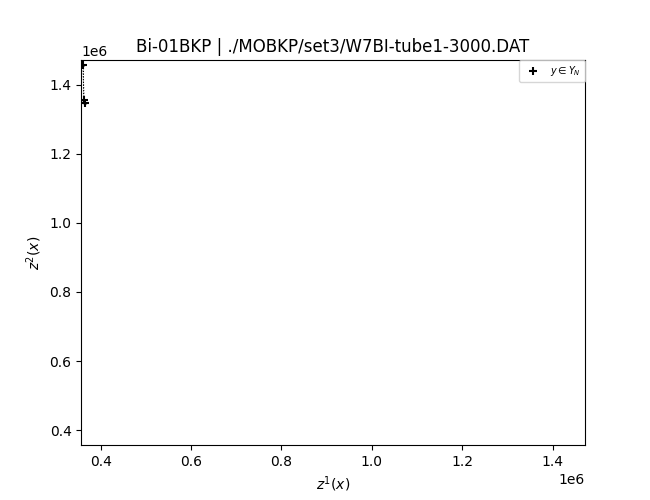 Bi-01BKP | ./MOBKP/set3/W7BI-tube1-3000.DAT
1e6
y ∈ Y_N
1.4
1.2
1.0
0.8
0.6
0.4
z²(x)
0.4 0.6 0.8 1.0 1.2 1.4
1e6
z¹(x)